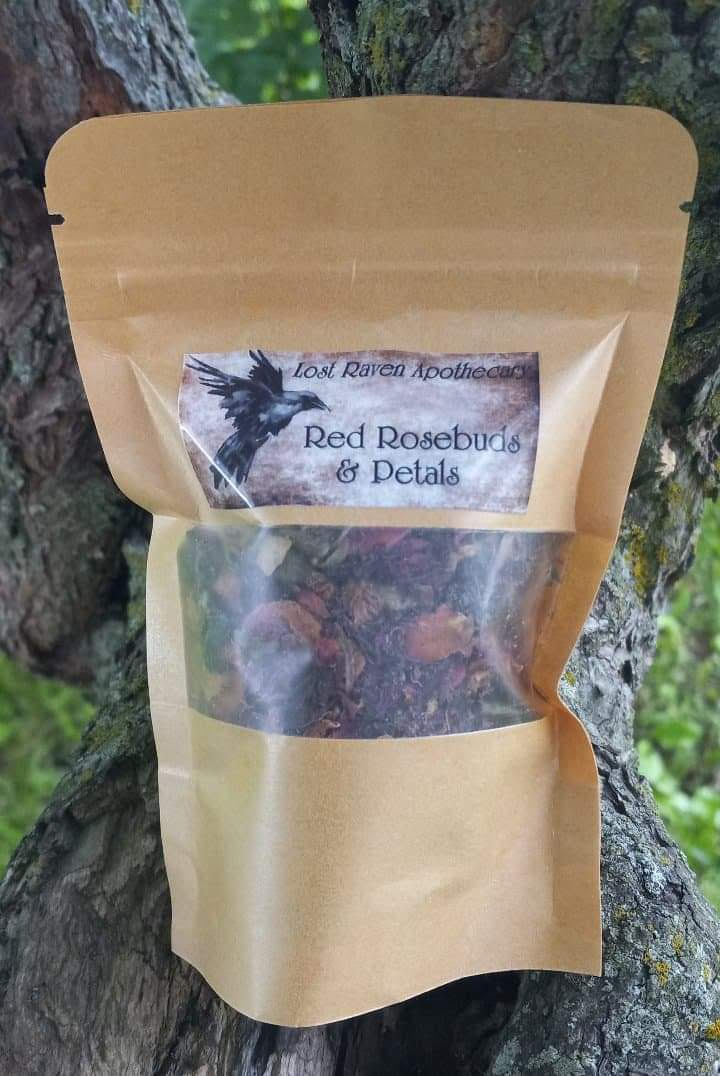 Lost Raven Apothecary
Red Rosebuds
& Petals